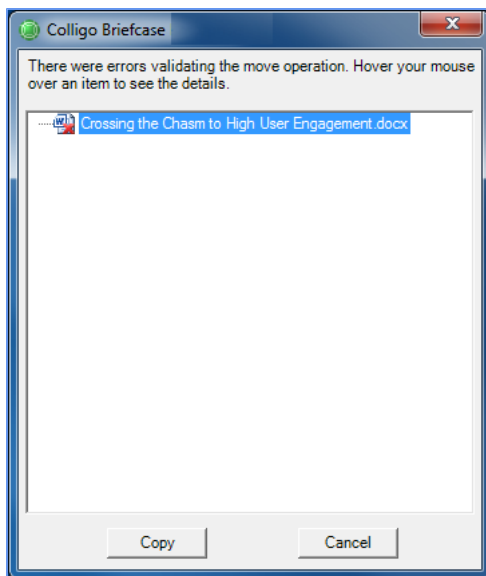 Colligo Briefcase
There were errors validating the move operation. Hover your mouse
over an item to see the details.
Crossing the Chasm to High User Engagement.docx
Copy Cancel